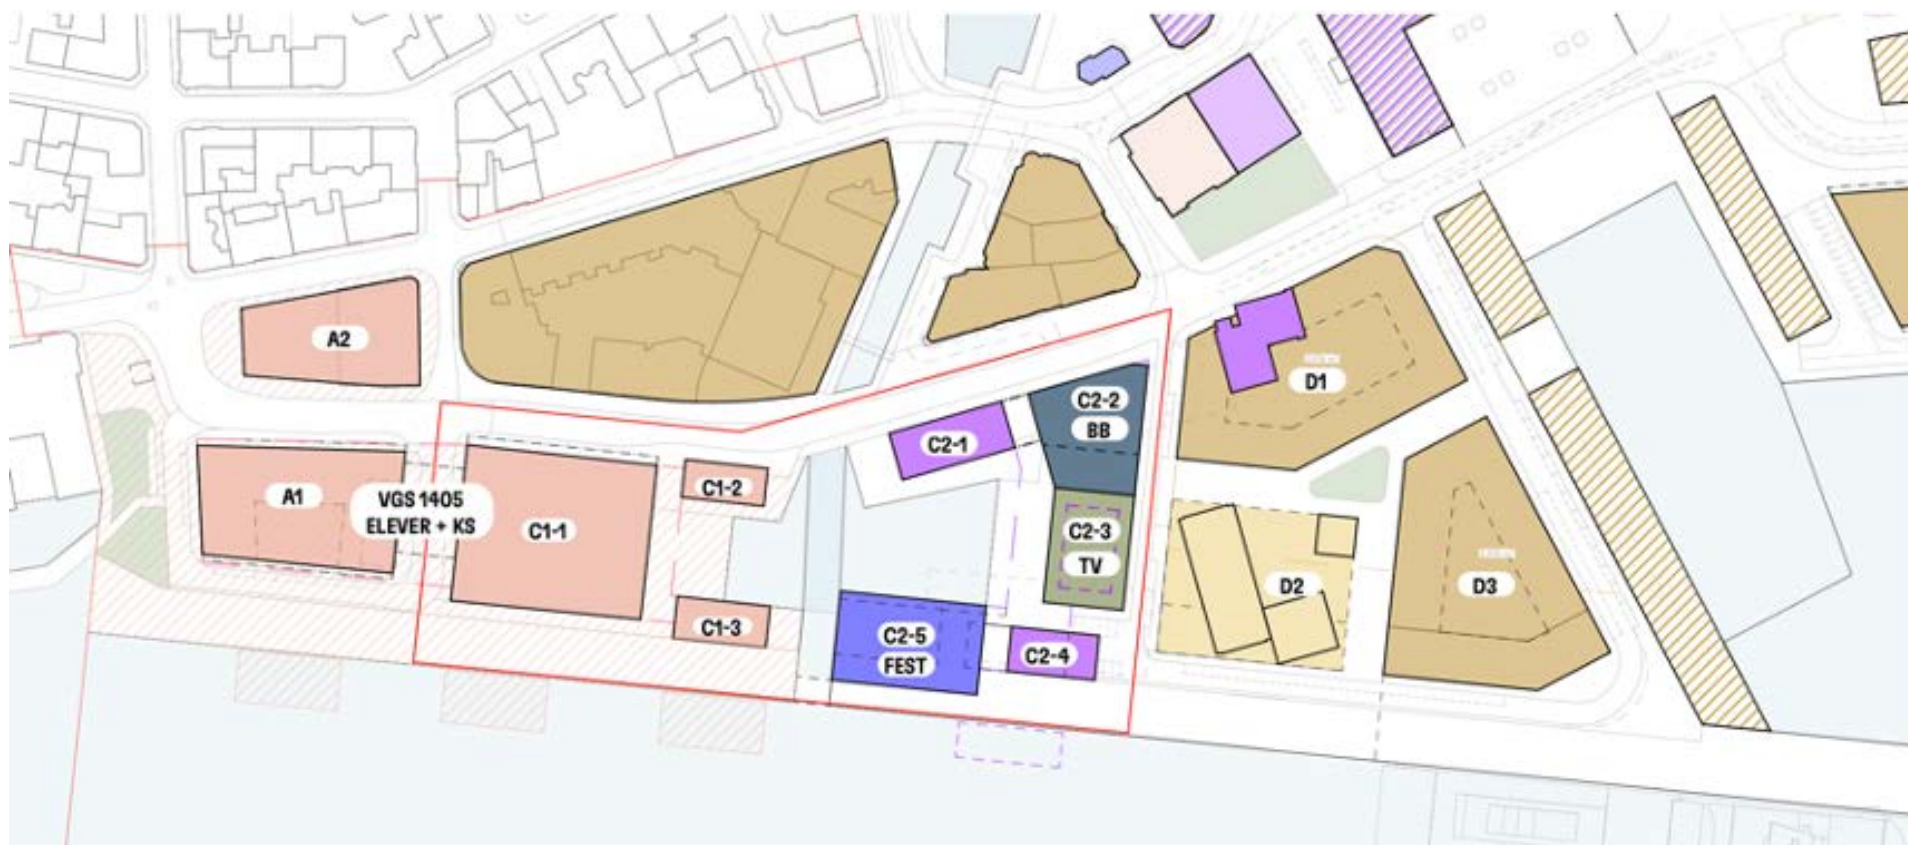 A2
A1
VGS 1405
ELEVER + KS
C1-1
C1-2
C1-3
C2-1
C2-2
BB
C2-3
TV
C2-5
FEST
C2-4
D1
D2
D3